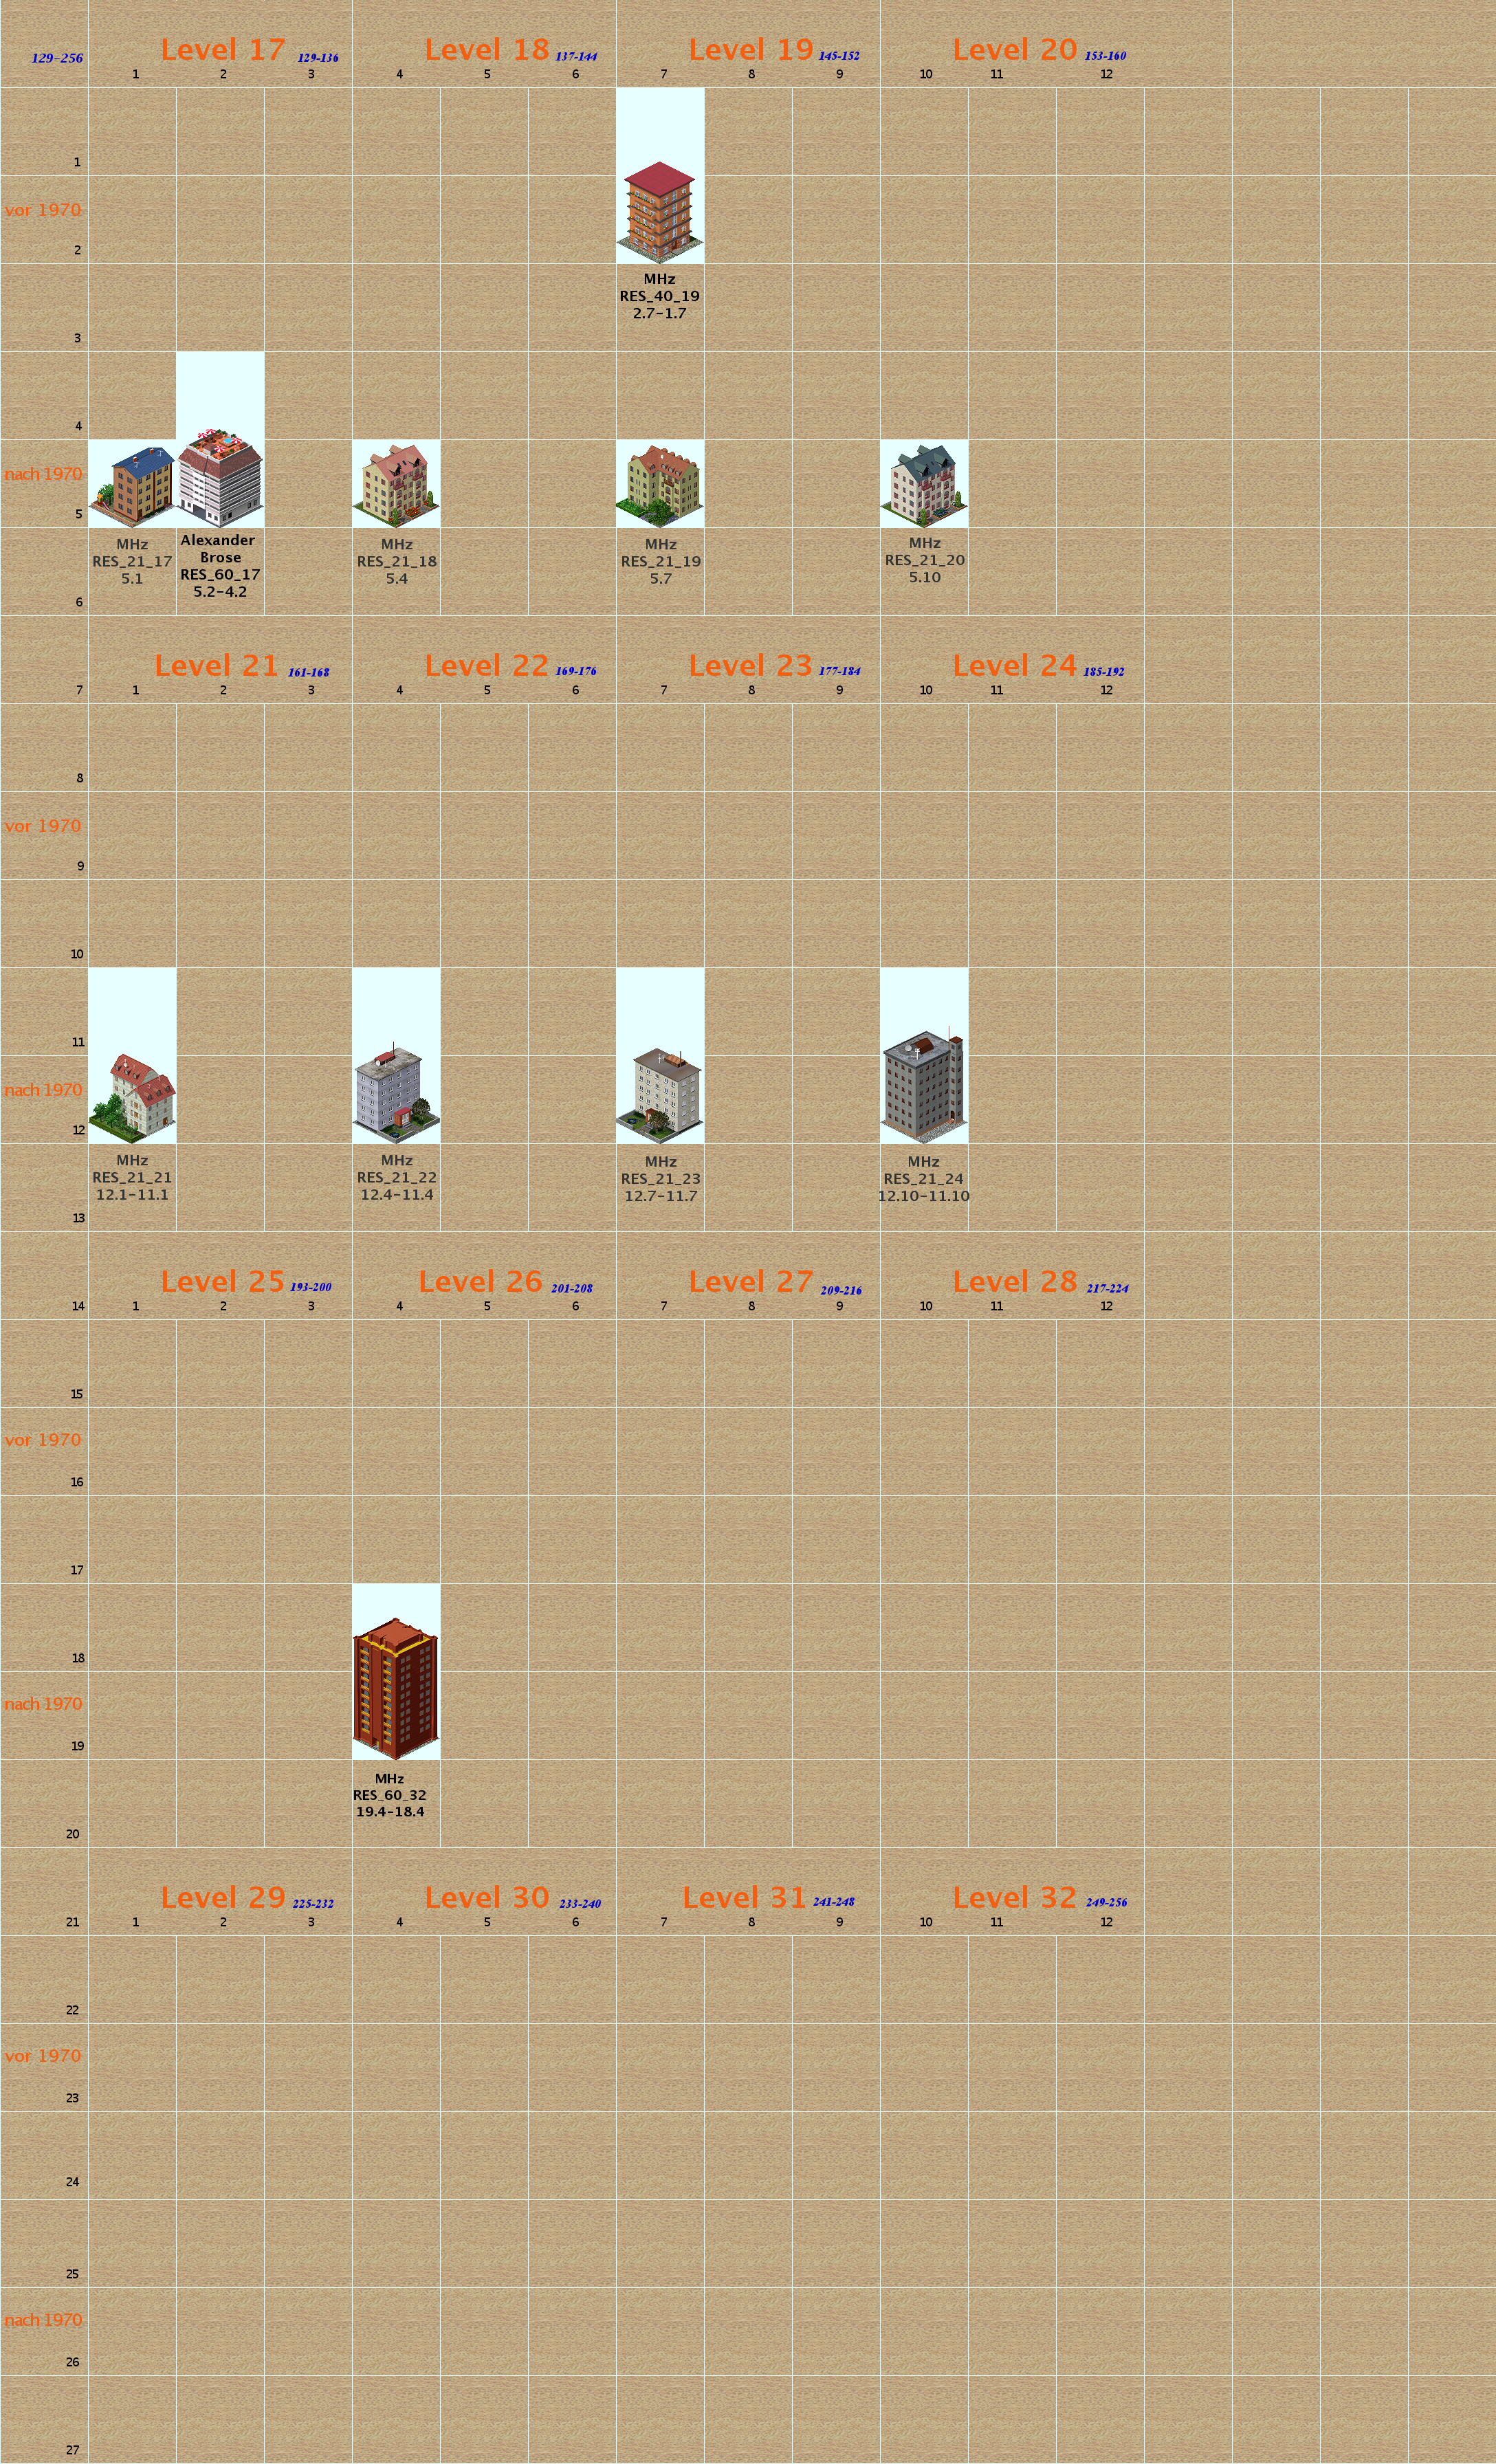 129-256 Level 17 129-136 Level 18 137-144 Level 19 145-152 Level 20 153-160
1 2 3 4 5 6 7 8 9 10 11 12
1
vor 1970
2
MHz
RES_40_19
2.7-1.7
3
4
nach 1970
5
MHz
RES_21_17
5.1
Alexander
Brose
RES_60_17
5.2-4.2
MHz
RES_21_18
5.4
MHz
RES_21_19
5.7
MHz
RES_21_20
5.10
6
Level 21 161-168 Level 22 169-176 Level 23 177-184 Level 24 185-192
7 1 2 3 4 5 6 7 8 9 10 11 12
8
vor 1970
9
10
11
nach 1970
12
MHz
RES_21_21
12.1-11.1
MHz
RES_21_22
12.4-11.4
MHz
RES_21_23
12.7-11.7
MHz
RES_21_24
12.10-11.10
13
Level 25 193-200 Level 26 201-208 Level 27 209-216 Level 28 217-224
14 1 2 3 4 5 6 7 8 9 10 11 12
15
vor 1970
16
17
18
nach 1970
19
MHz
RES_60_32
19.4-18.4
20
Level 29 225-232 Level 30 233-240 Level 31 241-248 Level 32 249-256
21 1 2 3 4 5 6 7 8 9 10 11 12
22
vor 1970
23
24
25
nach 1970
26
27